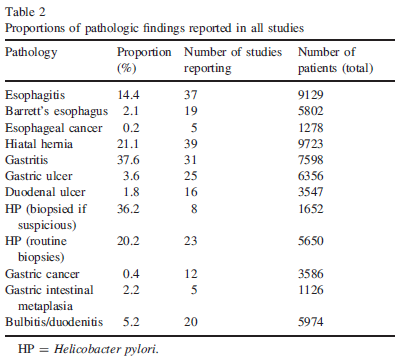 Table 2
Proportions of pathologic findings reported in all studies
Pathology Proportion Number of studies Number of
(%) reporting patients (total)
Esophagitis 14.4 37 9129
Barrett's esophagus 2.1 19 5802
Esophageal cancer 0.2 5 1278
Hiatal hernia 21.1 39 9723
Gastritis 37.6 31 7598
Gastric ulcer 3.6 25 6356
Duodenal ulcer 1.8 16 3547
HP (biopsied if 36.2 8 1652
suspicious)
HP (routine 20.2 23 5650
biopsies)
Gastric cancer 0.4 12 3586
Gastric intestinal 2.2 5 1126
metaplasia
Bulbitis/duodenitis 5.2 20 5974
HP = Helicobacter pylori.